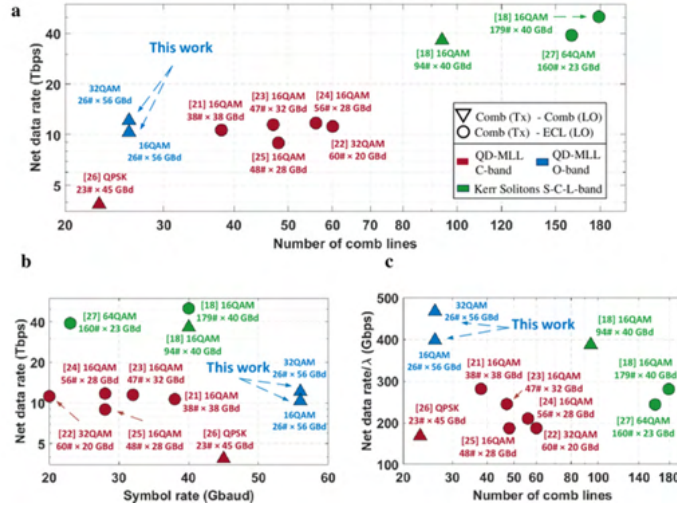 a
Net data rate (Tbps)
40
20
10
5
This work
32QAM
26# × 56 GBd
16QAM
26# × 56 GBd
[26] QPSK
23# × 45 GBd
[21] 16QAM
38# × 38 GBd
[23] 16QAM
47# × 32 GBd
[24] 16QAM
56# × 28 GBd
[25] 16QAM
48# × 28 GBd
[22] 32QAM
60# × 20 GBd
[18] 16QAM
94# × 40 GBd
[18] 16QAM
179# × 40 GBd
[27] 64QAM
160# × 23 GBd
Comb (Tx) - Comb (LO)
Comb (Tx) - ECL (LO)
QD-MLL
C-band
QD-MLL
O-band
Kerr Solitons S-C-L-band
20 30 40 50 60 70 80 100 120 140 180
Number of comb lines
b
Net data rate (Tbps)
40
20
10
5
[27] 64QAM
160# × 23 GBd
[18] 16QAM
179# × 40 GBd
[18] 16QAM
94# × 40 GBd
This work
32QAM
26# × 56 GBd
[24] 16QAM
56# × 28 GBd
[23] 16QAM
47# × 32 GBd
[21] 16QAM
38# × 38 GBd
16QAM
26# × 56 GBd
[22] 32QAM
60# × 20 GBd
[25] 16QAM
48# × 28 GBd
[26] QPSK
23# × 45 GBd
20 30 40 50 60
Symbol rate (Gbaud)
c
Net data rate/λ (Gbps)
500
400
300
200
100
32QAM
26# × 56 GBd
This work
16QAM
26# × 56 GBd
[18] 16QAM
94# × 40 GBd
[21] 16QAM
38# × 38 GBd
[23] 16QAM
47# × 32 GBd
[18] 16QAM
179# × 40 GBd
[24] 16QAM
56# × 28 GBd
[26] QPSK
23# × 45 GBd
[25] 16QAM
48# × 28 GBd
[22] 32QAM
60# × 20 GBd
[27] 64QAM
160# × 23 GBd
20 30 40 50 60 80 100 140 180
Number of comb lines